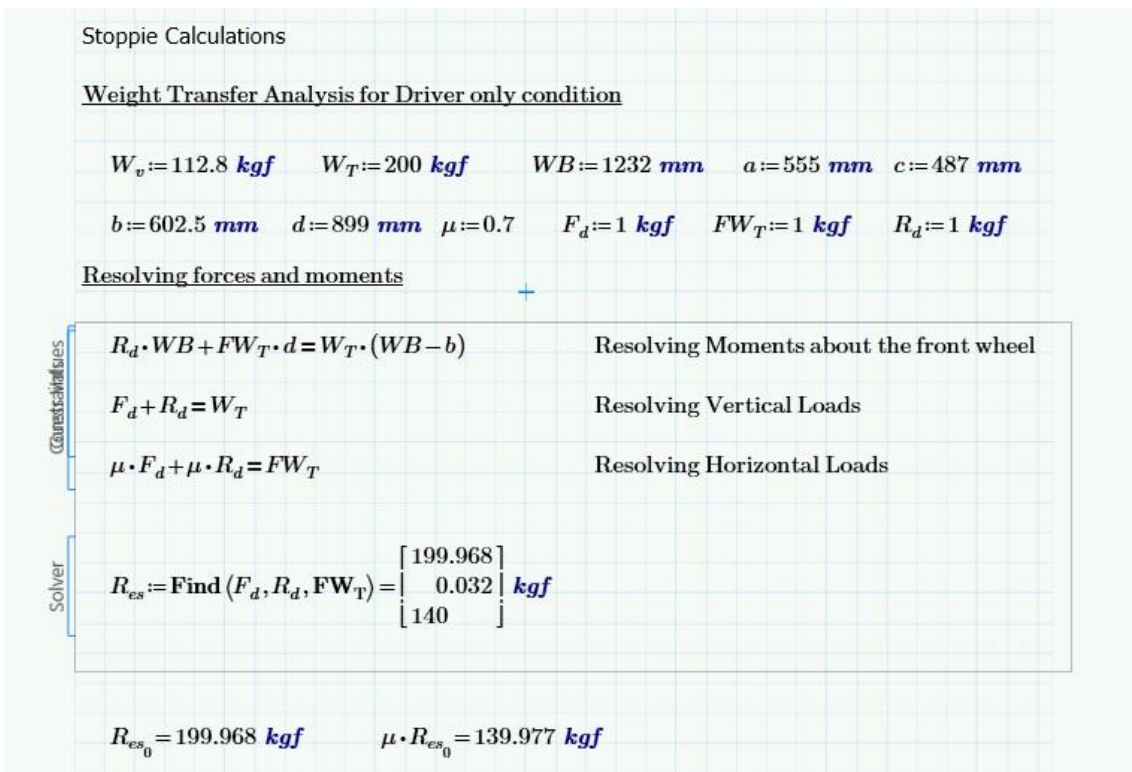 Stoppie Calculations
Weight Transfer Analysis for Driver only condition
W_v:=112.8 kgf W_T:=200 kgf WB:=1232 mm a:=555 mm c:=487 mm
b:=602.5 mm d:=899 mm μ:=0.7 F_d:=1 kgf FW_T:=1 kgf R_d:=1 kgf
Resolving forces and moments
R_d⋅WB+FW_T⋅d=W_T⋅(WB−b) Resolving Moments about the front wheel
F_d+R_d=W_T Resolving Vertical Loads
μ⋅F_d+μ⋅R_d=FW_T Resolving Horizontal Loads
Solver
R_es:=Find(F_d,R_d,FW_T)=[199.968 0.032 140] kgf
R_es_0=199.968 kgf μ⋅R_es_0=139.977 kgf